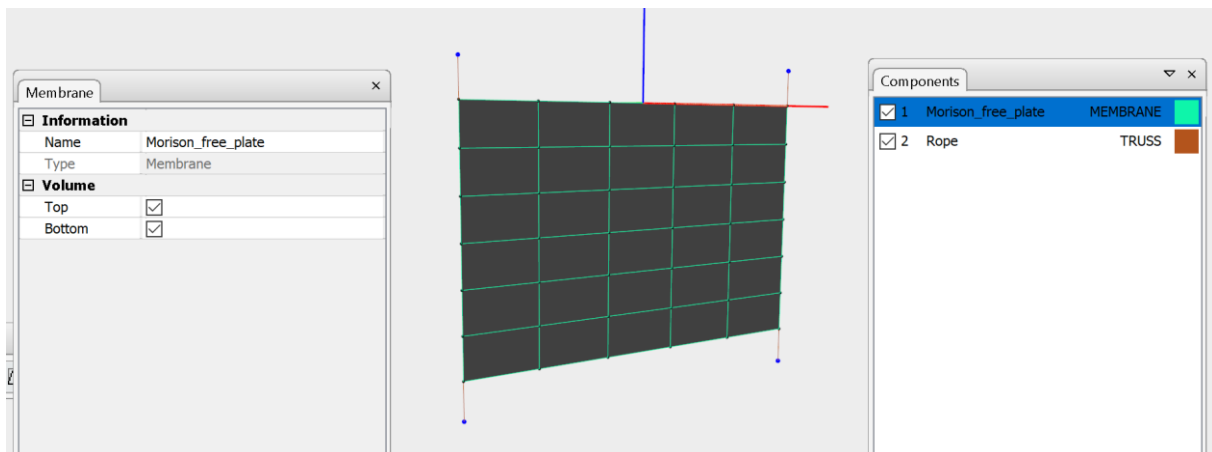 Membrane
Information
Name Morison_free_plate
Type Membrane
Volume
Top
Bottom
Components
1 Morison_free_plate MEMBRANE
2 Rope TRUSS